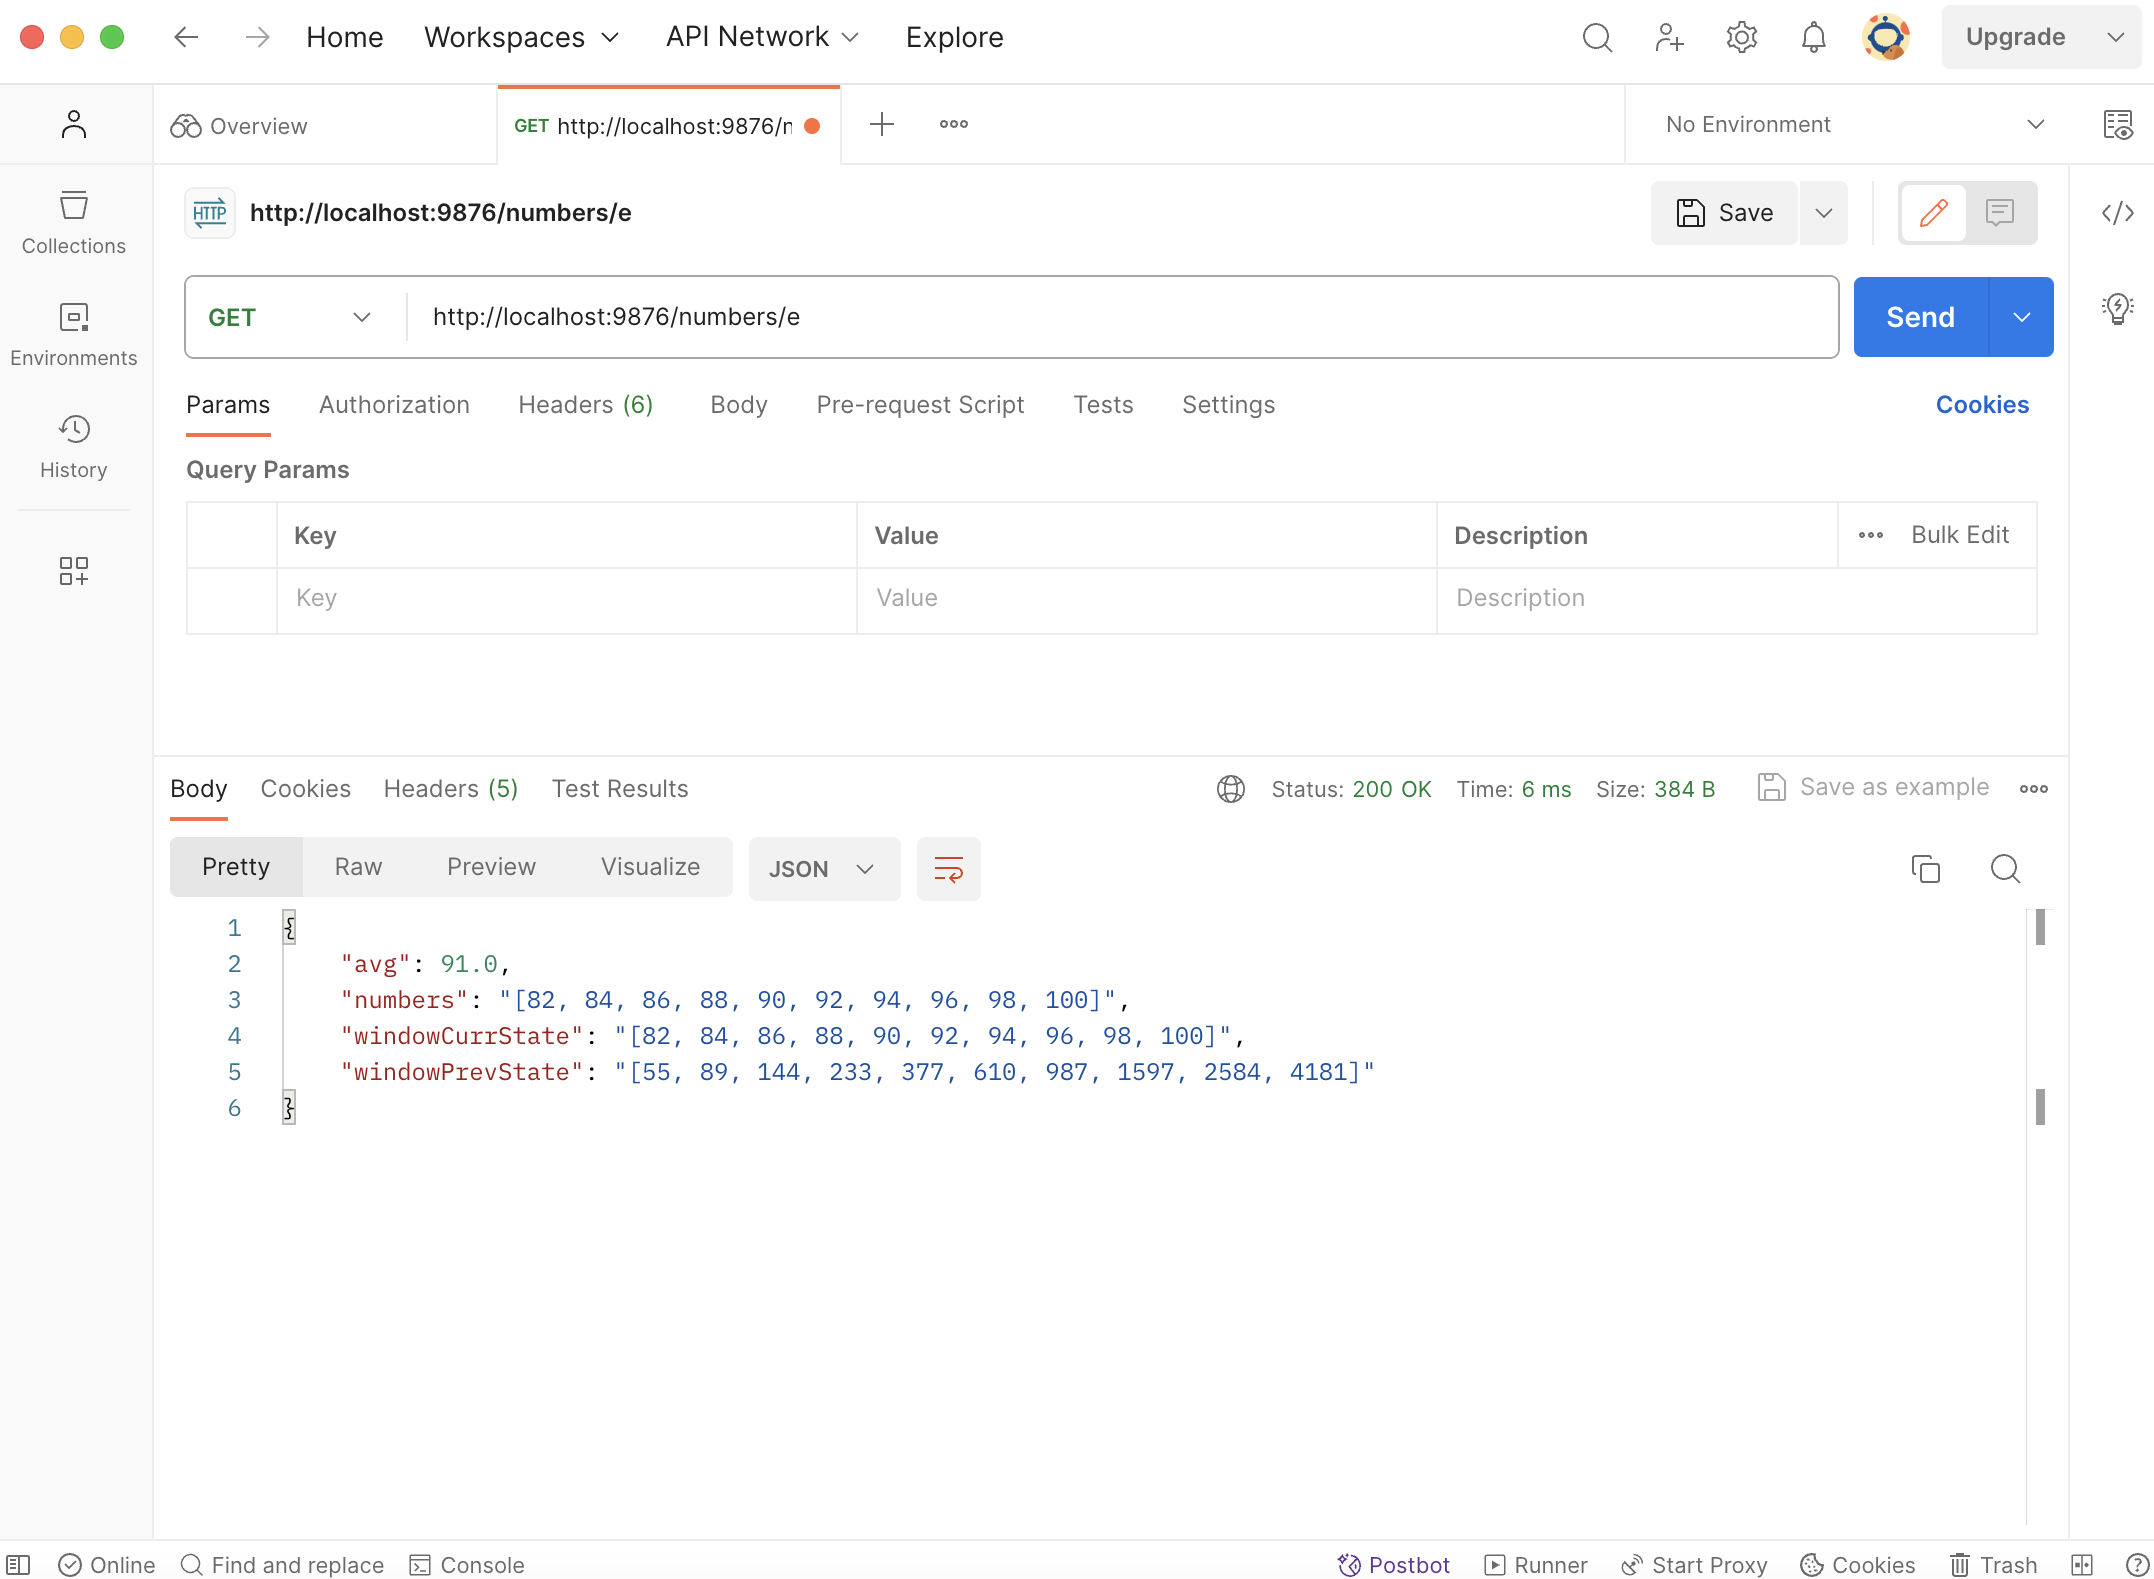 Home Workspaces API Network Explore Upgrade
Overview GET http://localhost:9876/n No Environment
HTTP http://localhost:9876/numbers/e Save
Collections
GET http://localhost:9876/numbers/e Send
Environments
Params Authorization Headers (6) Body Pre-request Script Tests Settings Cookies
History
Query Params
Key Value Description Bulk Edit
Key Value Description
Body Cookies Headers (5) Test Results Status: 200 OK Time: 6 ms Size: 384 B Save as example
Pretty Raw Preview Visualize JSON
1 {
2 "avg": 91.0,
3 "numbers": "[82, 84, 86, 88, 90, 92, 94, 96, 98, 100]",
4 "windowCurrState": "[82, 84, 86, 88, 90, 92, 94, 96, 98, 100]",
5 "windowPrevState": "[55, 89, 144, 233, 377, 610, 987, 1597, 2584, 4181]"
6 }
Online Find and replace Console Postbot Runner Start Proxy Cookies Trash